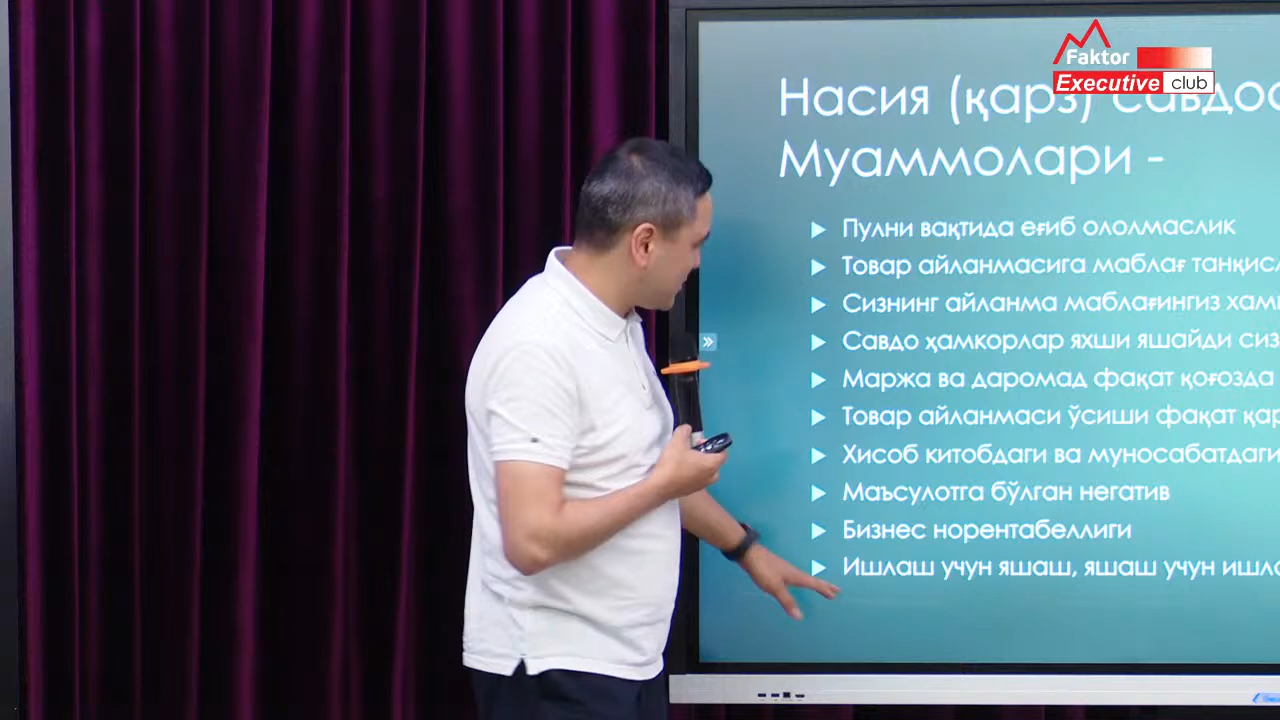 Faktor
Executive club
Насия (қарз)
Муаммолари -
Пулни вақтида еғиб ололмаслик
Товар айланмасига маблағ
Сизнинг айланма маблағингиз
Савдо ҳамкорлар яхши яшайди
Маржа ва даромад фақат қоғозда
Товар айланмаси ўсиши фақат
Хисоб китобдаги ва муносабатдаги
Маъсулотга бўлган негатив
Бизнес норентабеллиги
Ишлаш учун яшаш, яшаш учун